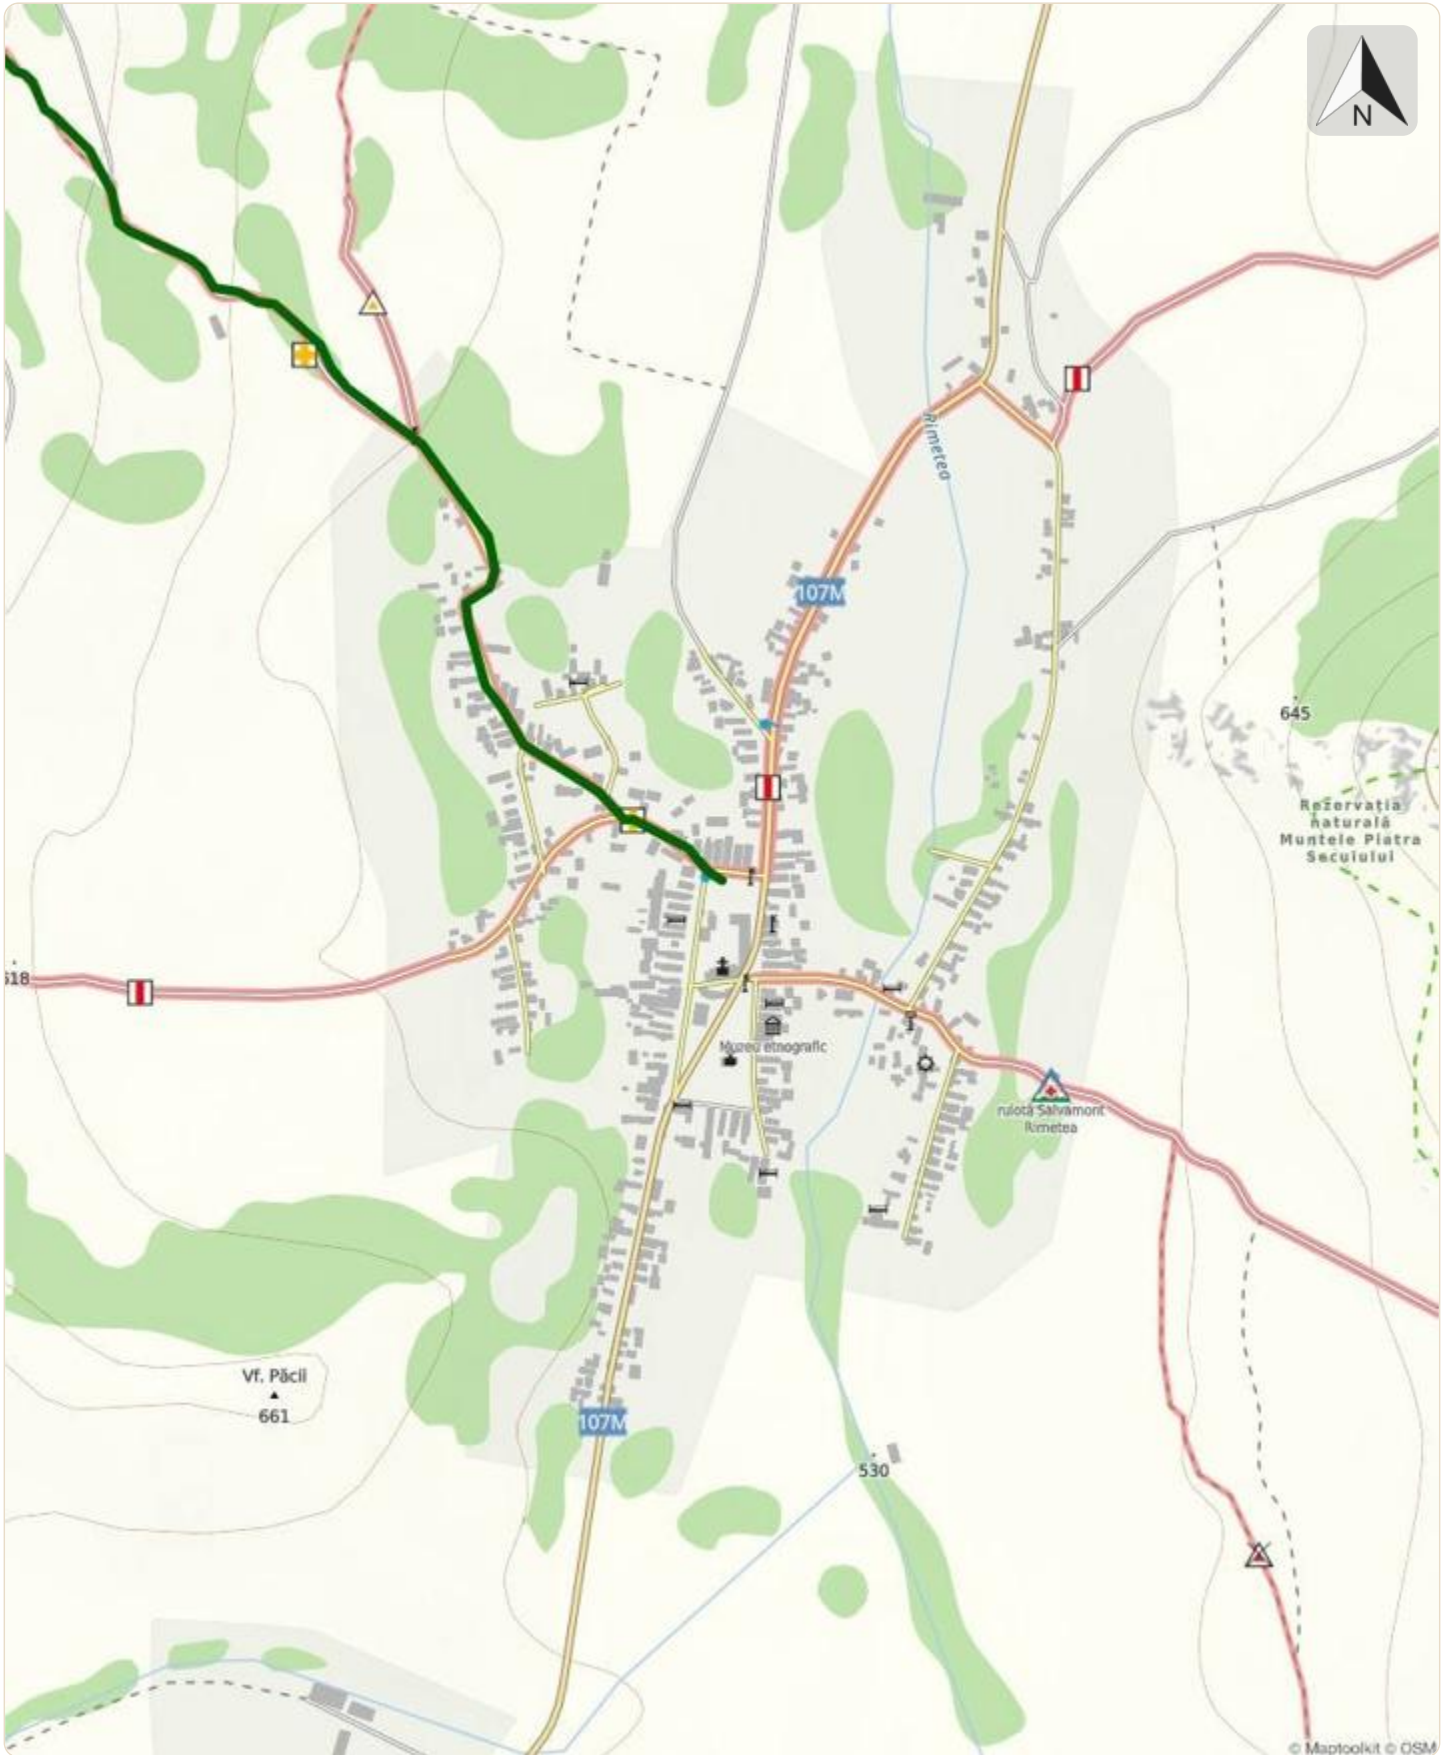 N
Rimetea
107M
645
Rezervația
naturală
Muntele Piatra
Secuiului
618
Muzeu etnografic
rulotă Salvamont
Rimetea
Vf. Păcii
661
107M
530
© Maptoolkit © OSM